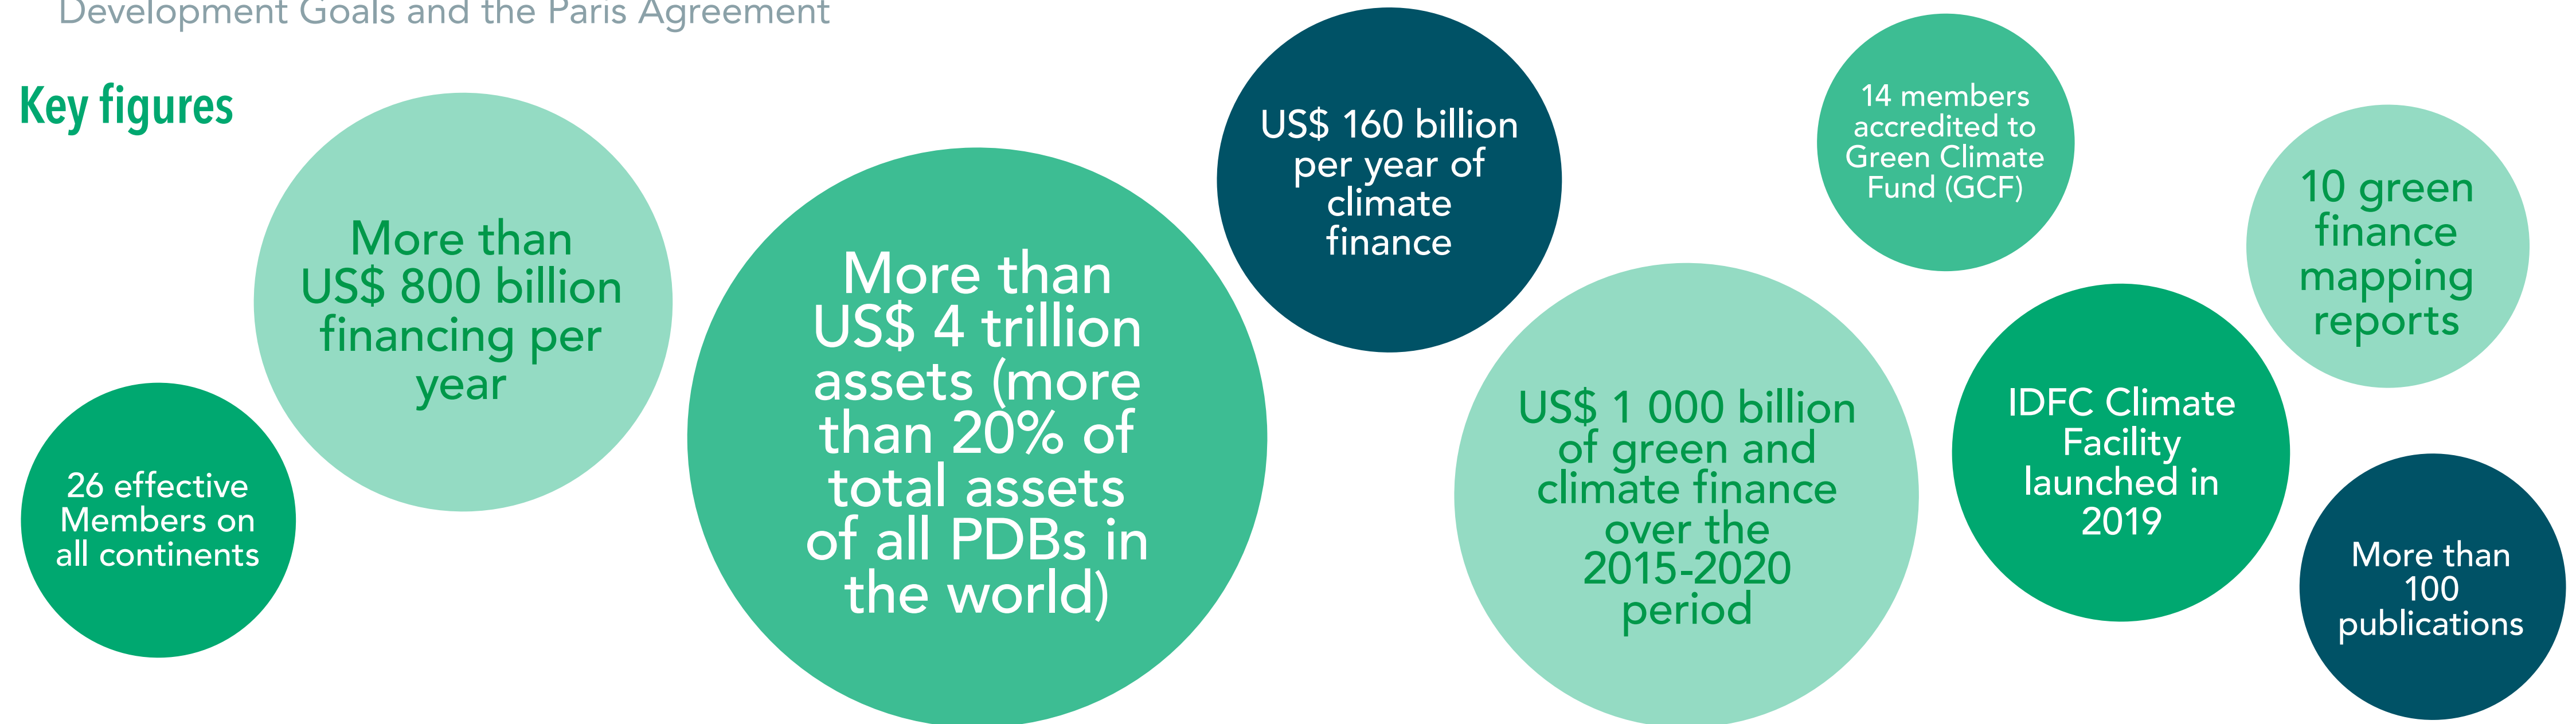 Development Goals and the Paris Agreement
Key figures
26 effective
Members on
all continents
More than
US$ 800 billion
financing per
year
More than
US$ 4 trillion
assets (more
than 20% of
total assets
of all PDBs in
the world)
US$ 160 billion
per year of
climate
finance
US$ 1 000 billion
of green and
climate finance
over the
2015-2020
period
14 members
accredited to
Green Climate
Fund (GCF)
IDFC Climate
Facility
launched in
2019
10 green
finance
mapping
reports
More than
100
publications